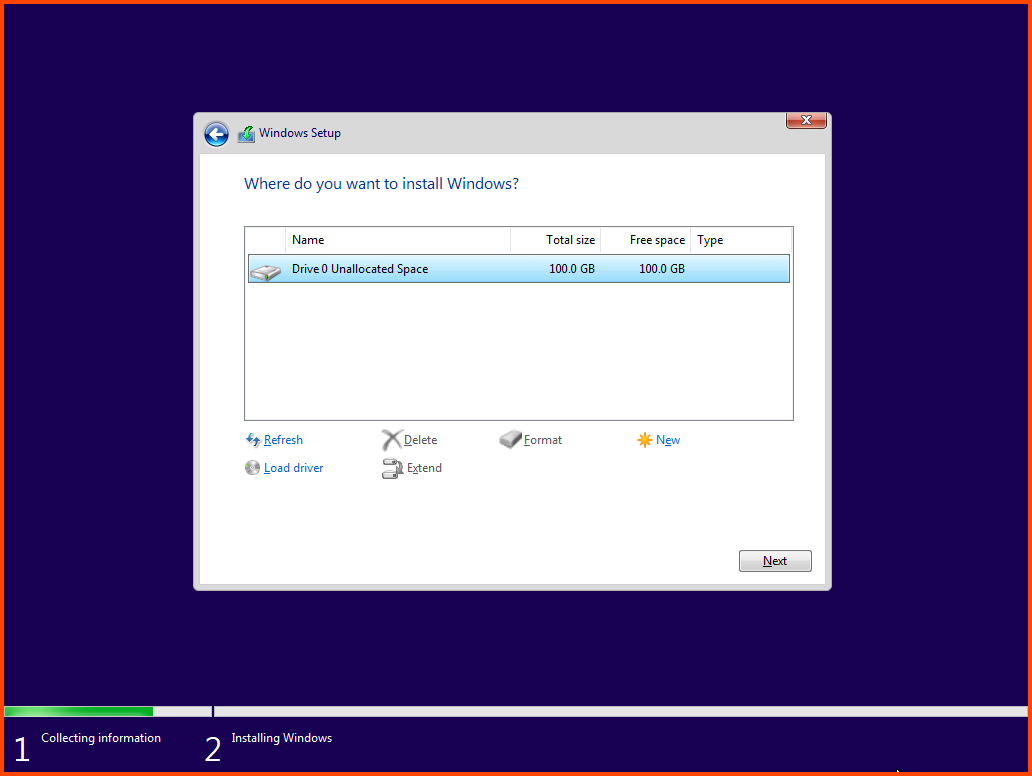 Windows Setup
Where do you want to install Windows?
Name Total size Free space Type
Drive 0 Unallocated Space 100.0 GB 100.0 GB
Refresh Delete Format New
Load driver Extend
Next
1 Collecting information 2 Installing Windows